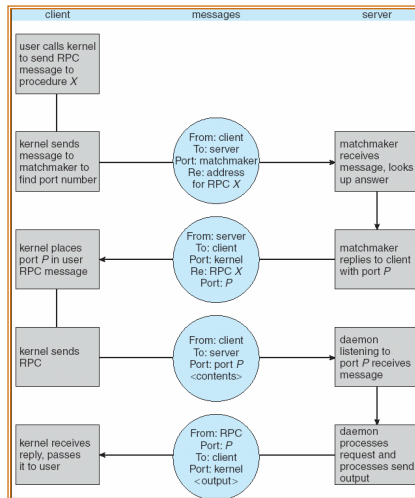 client messages server
user calls kernel
to send RPC
message to
procedure X
kernel sends
message to
matchmaker to
find port number
From: client
To: server
Port: matchmaker
Re: address
for RPC X
matchmaker
receives
message, looks
up answer
kernel places
port P in user
RPC message
From: server
To: client
Port: kernel
Re: RPC X
Port: P
matchmaker
replies to client
with port P
kernel sends
RPC
From: client
To: server
Port: port P
<contents>
daemon
listening to
port P receives
message
kernel receives
reply, passes
it to user
From: RPC
Port: P
To: client
Port: kernel
<output>
daemon
processes
request and
processes send
output